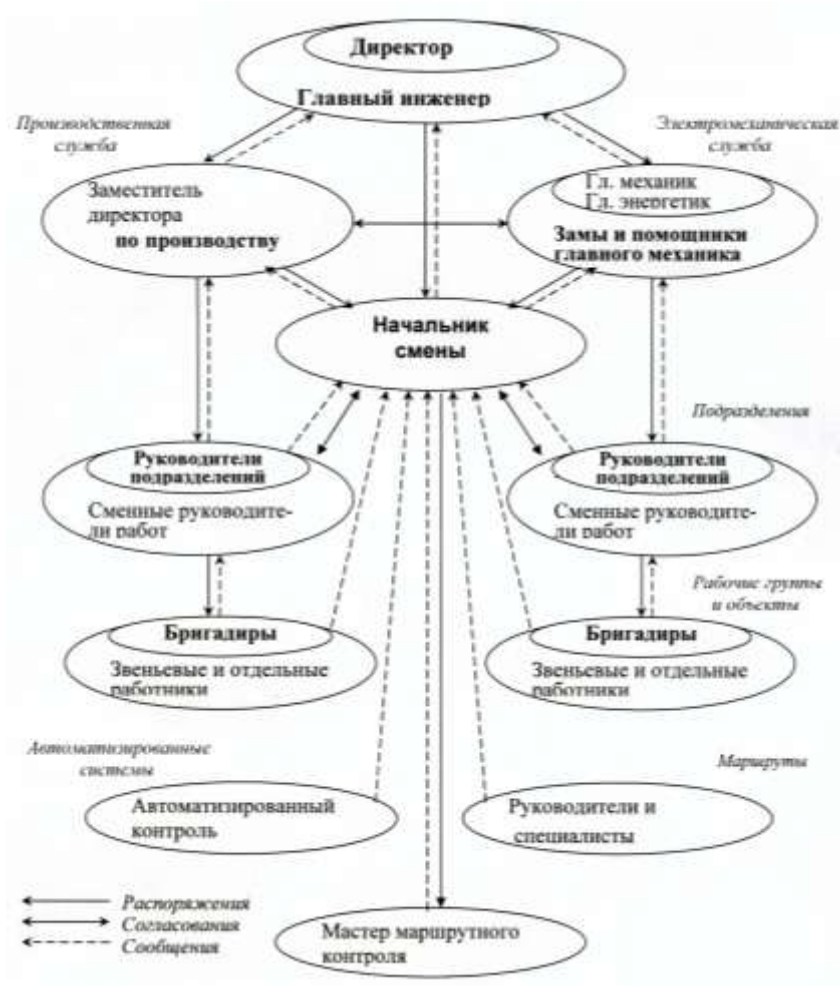 Директор
Главный инженер
Производственная
служба
Электромеханическая
служба
Заместитель
директора
по производству
Гл. механик
Гл. энергетик
Замы и помощники
главного механика
Начальник
смены
Подразделения
Руководители
подразделений
Сменные руководите-
ли работ
Руководители
подразделений
Сменные руководите-
ли работ
Рабочие группы
и объекты
Бригадиры
Звеньевые и отдельные
работники
Бригадиры
Звеньевые и отдельные
работники
Автоматизированные
системы
Маршруты
Автоматизированный
контроль
Руководители и
специалисты
Распоряжения
Согласования
Сообщения
Мастер маршрутного
контроля